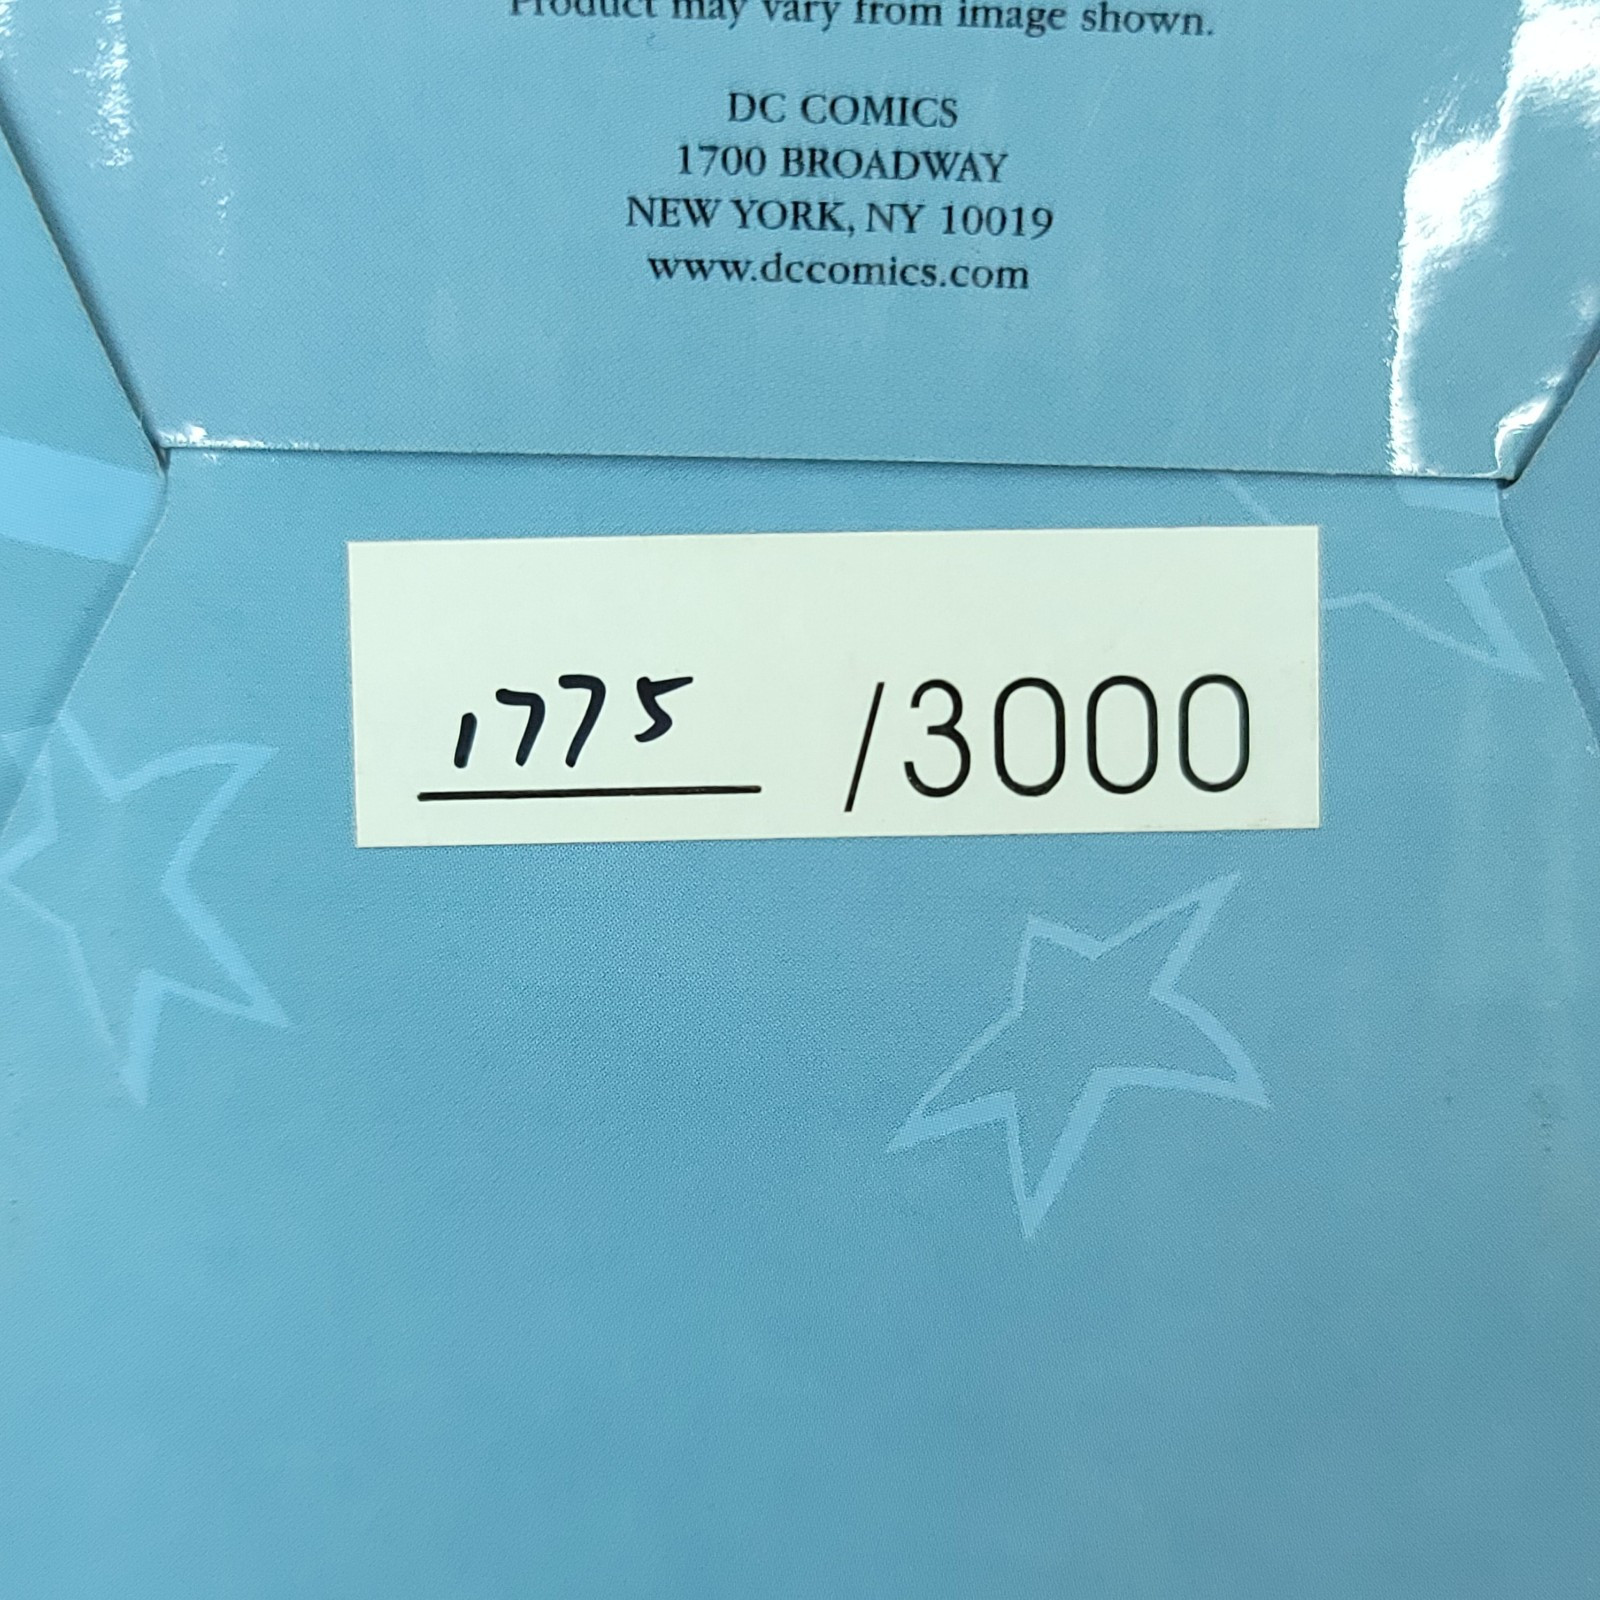 Product may vary from image shown.
DC COMICS
1700 BROADWAY
NEW YORK, NY 10019
www.dccomics.com
1775 /3000